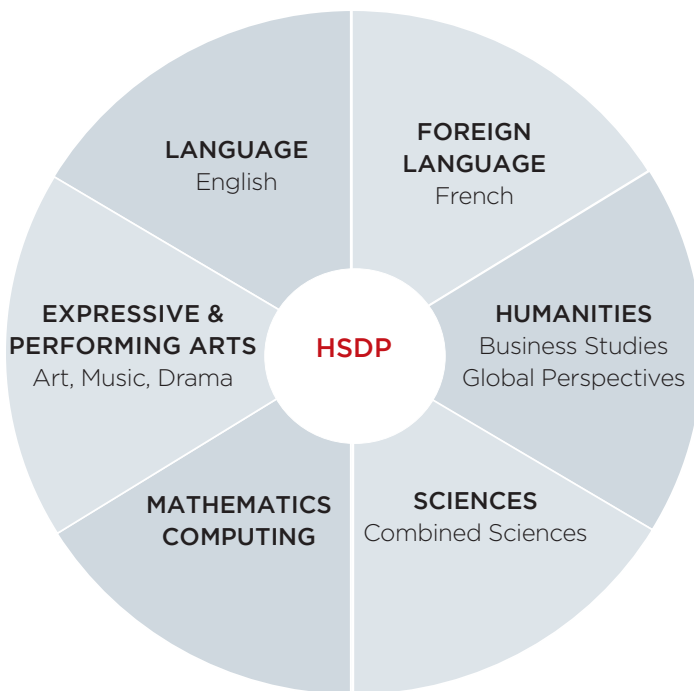 LANGUAGE
English
FOREIGN
LANGUAGE
French
EXPRESSIVE &
PERFORMING ARTS
Art, Music, Drama
HSDP
HUMANITIES
Business Studies
Global Perspectives
MATHEMATICS
COMPUTING
SCIENCES
Combined Sciences